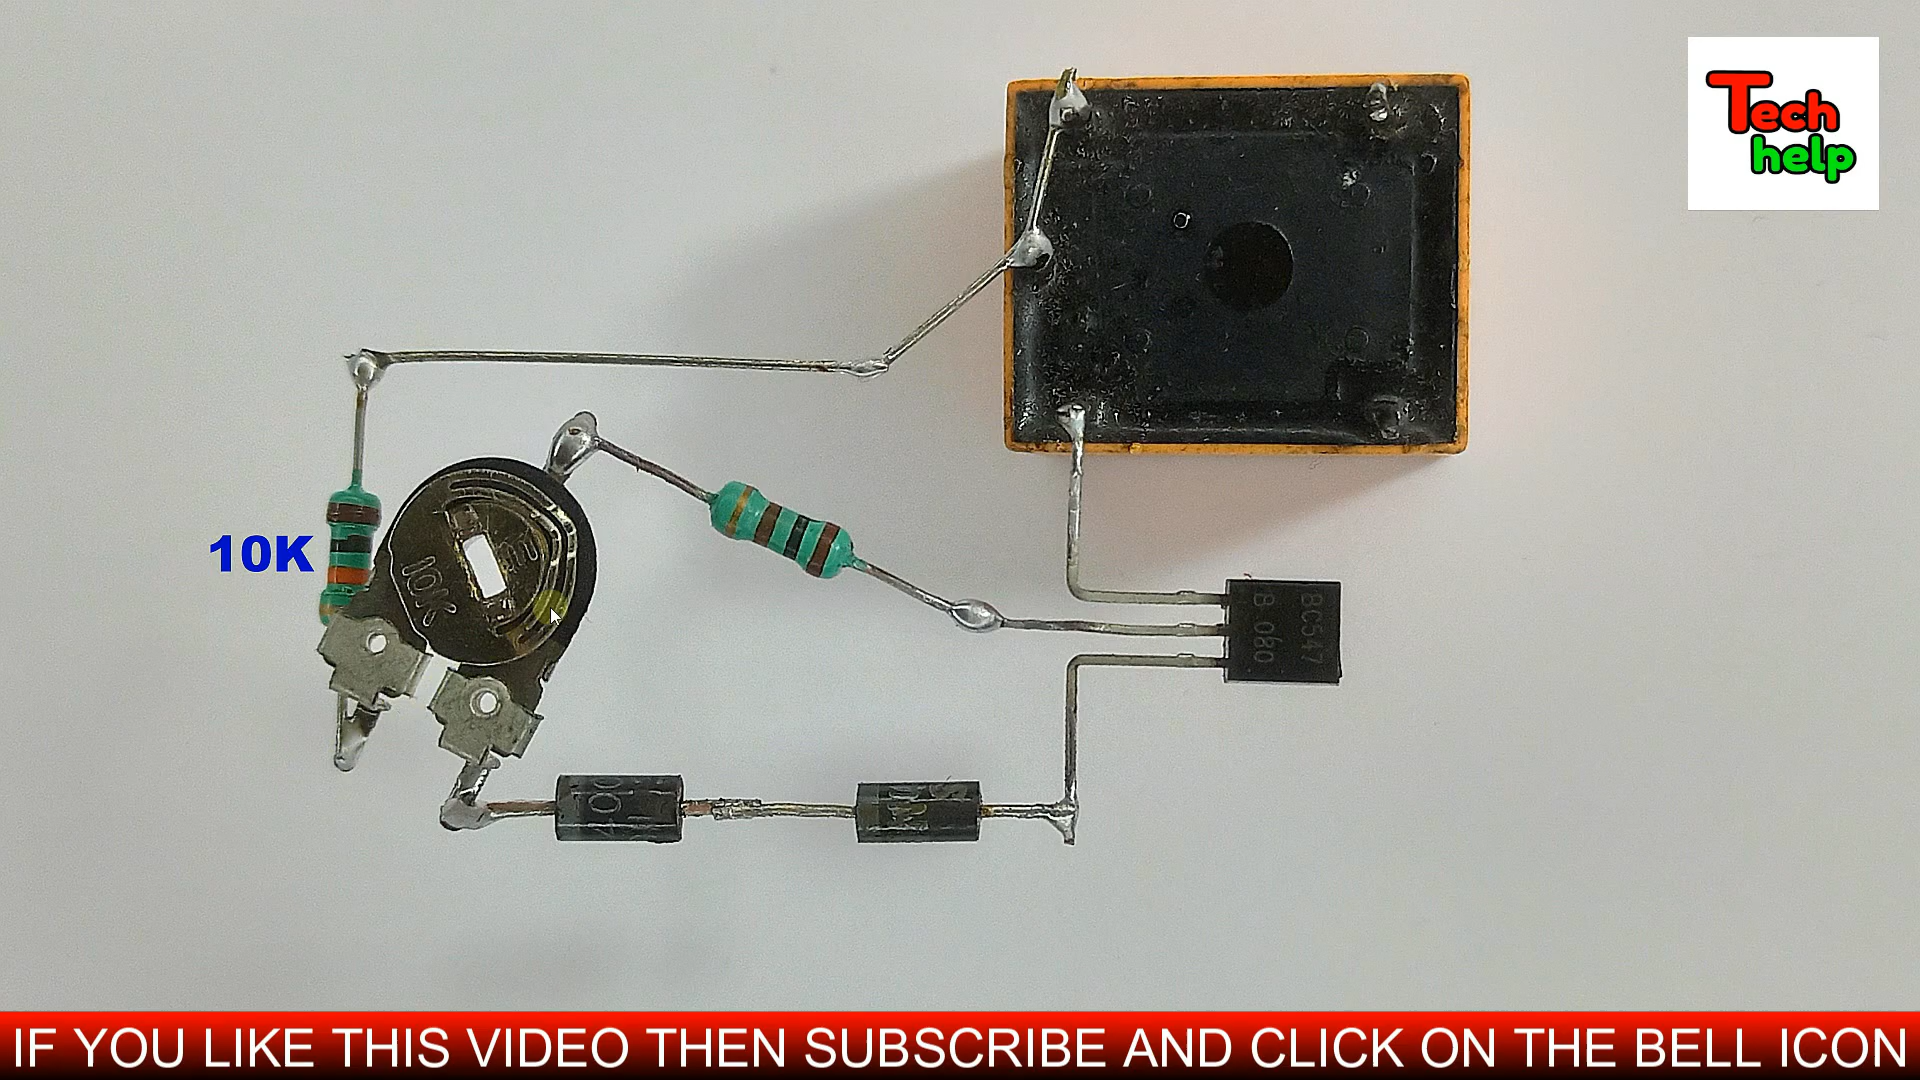 Tech
help
10K
10K
BC547
B 080
IF YOU LIKE THIS VIDEO THEN SUBSCRIBE AND CLICK ON THE BELL ICON